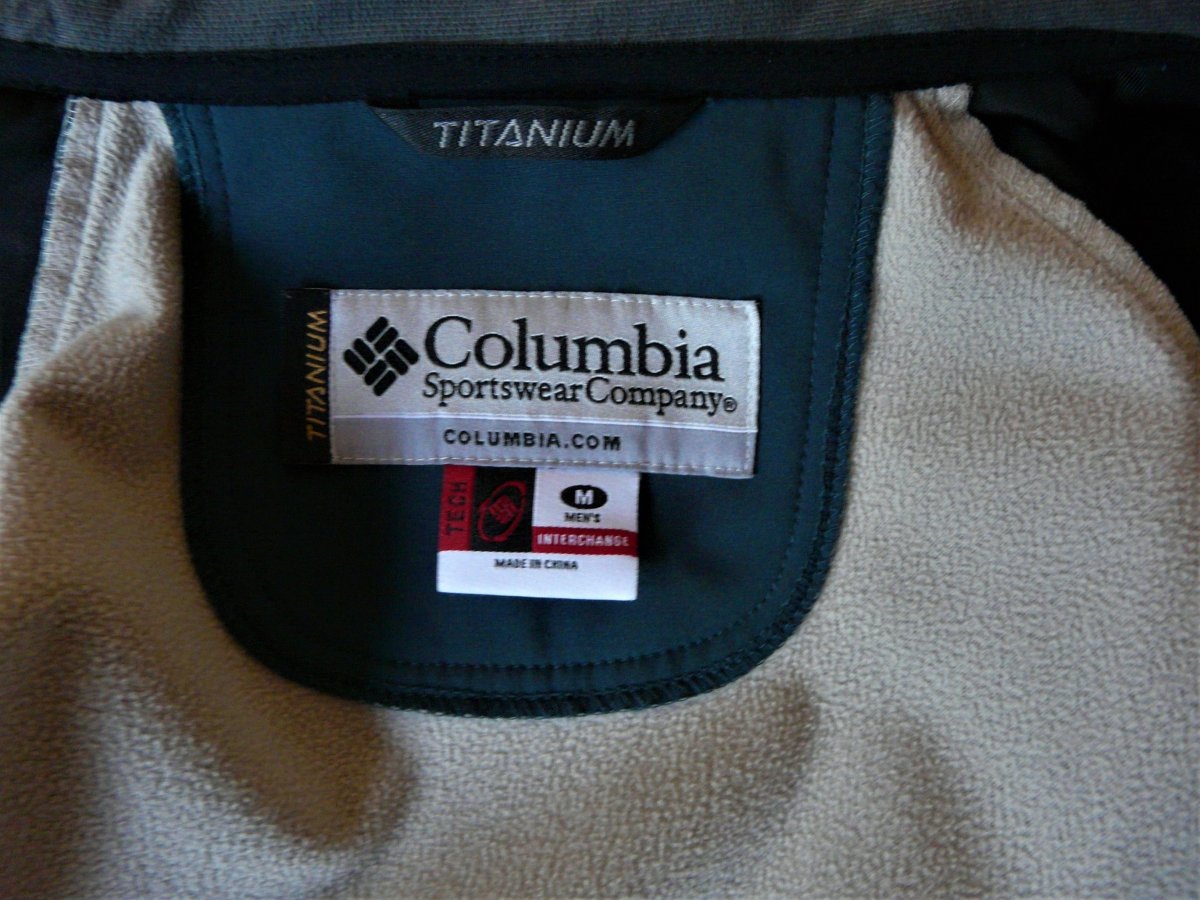 TITANIUM
TITANIUM
Columbia
Sportswear Company®
COLUMBIA.COM
TECH
M
MEN'S
INTERCHANGE
MADE IN CHINA